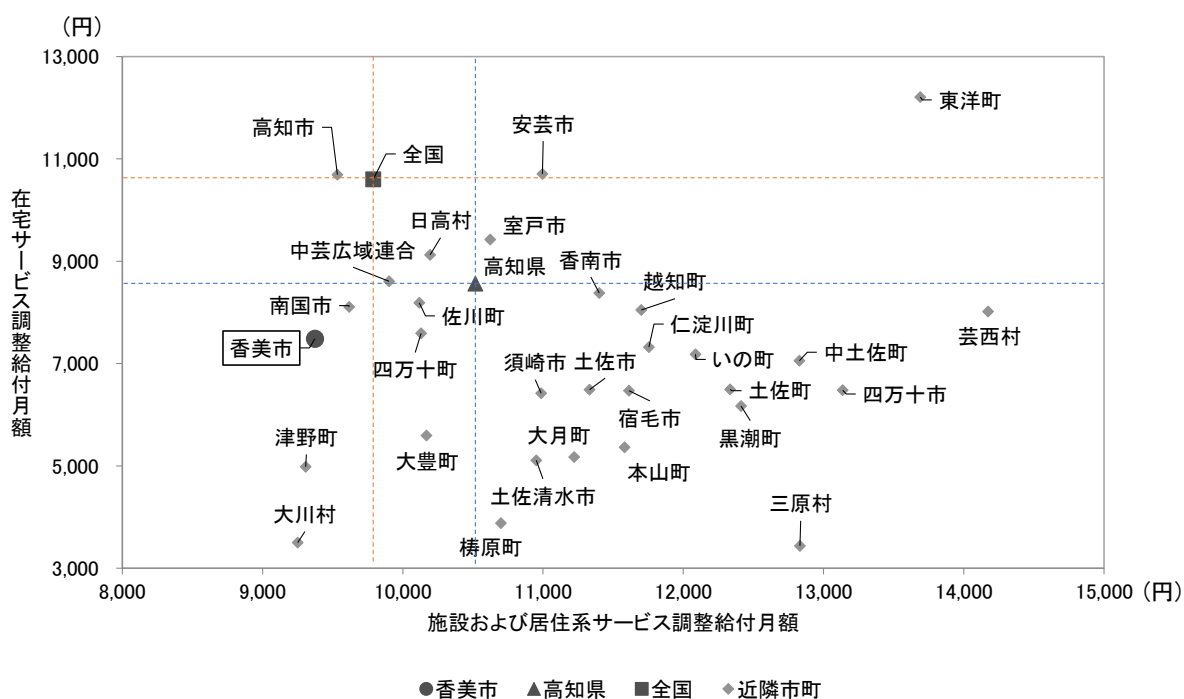 （円）
13,000
東洋町
高知市
安芸市
全国
11,000
日高村
室戸市
中芸広域連合
9,000
高知県
香南市
越知町
南国市
佐川町
仁淀川町
芸西村
香美市
四万十町
須崎市
土佐市
いの町
中土佐町
7,000
宿毛市
土佐町
四万十市
黒潮町
津野町
大豊町
大月町
本山町
5,000
土佐清水市
大川村
梼原町
三原村
3,000
在宅サービス調整給付月額
8,000
9,000
10,000
11,000
12,000
13,000
14,000
15,000
（円）
施設および居住系サービス調整給付月額
香美市
高知県
全国
近隣市町